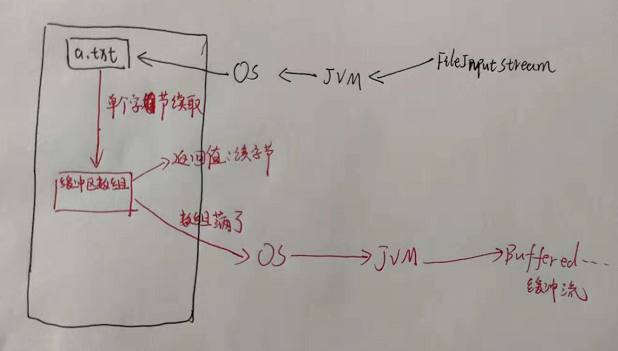 a.txt
OS
JVM
FileInputStream
单个字节读取
返回值:读字节
缓冲区数组
数组满了
OS
JVM
Buffered....
缓冲流